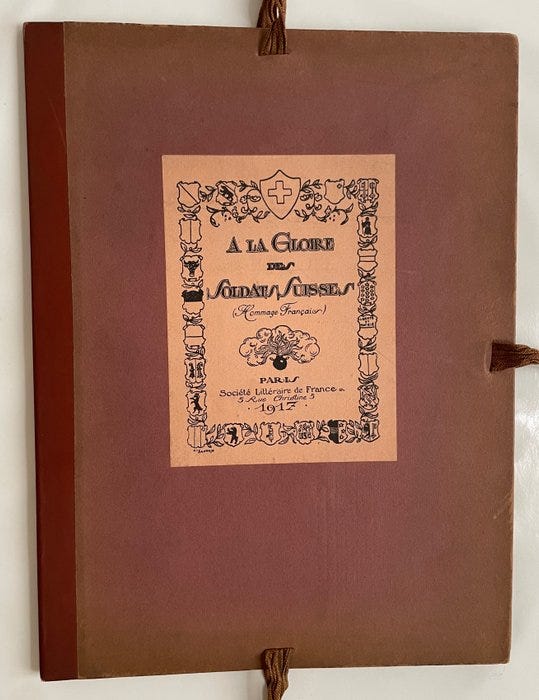 A LA GLOIRE
DES
SOLDATS SUISSES
(Hommage Français)
PARIS
Société Littéraire de France
5 Rue Christine 5
· 1917 ·